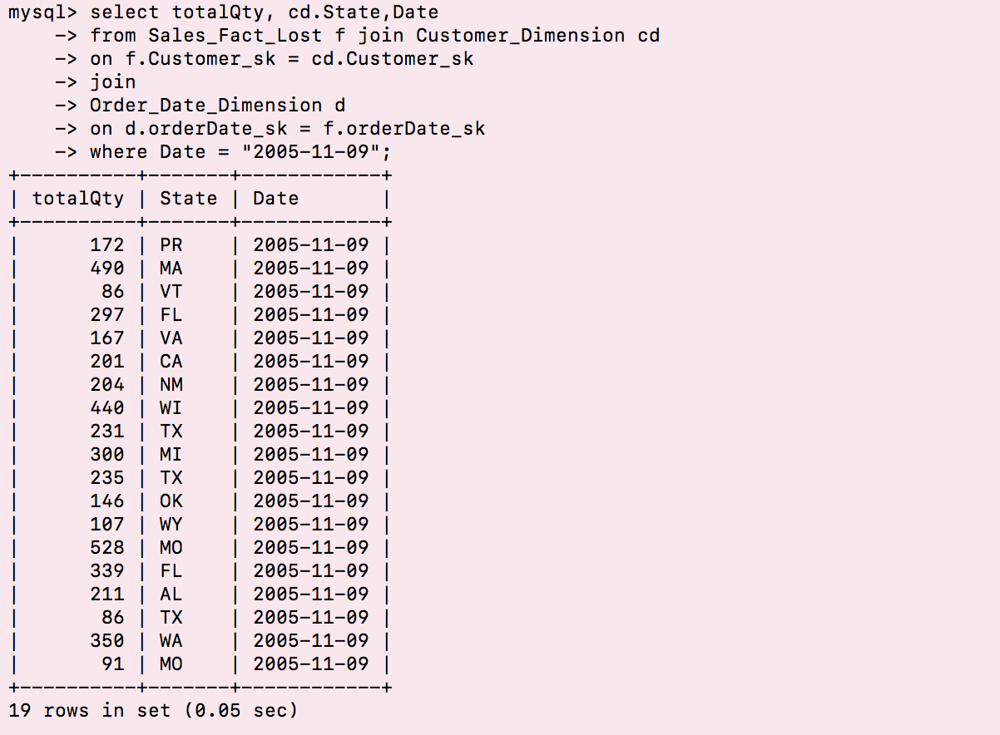 mysql> select totalQty, cd.State,Date
    -> from Sales_Fact_Lost f join Customer_Dimension cd
    -> on f.Customer_sk = cd.Customer_sk
    -> join
    -> Order_Date_Dimension d
    -> on d.orderDate_sk = f.orderDate_sk
    -> where Date = "2005-11-09";
+----------+-------+------------+
| totalQty | State | Date       |
+----------+-------+------------+
|      172 | PR    | 2005-11-09 |
|      490 | MA    | 2005-11-09 |
|       86 | VT    | 2005-11-09 |
|      297 | FL    | 2005-11-09 |
|      167 | VA    | 2005-11-09 |
|      201 | CA    | 2005-11-09 |
|      204 | NM    | 2005-11-09 |
|      440 | WI    | 2005-11-09 |
|      231 | TX    | 2005-11-09 |
|      300 | MI    | 2005-11-09 |
|      235 | TX    | 2005-11-09 |
|      146 | OK    | 2005-11-09 |
|      107 | WY    | 2005-11-09 |
|      528 | MO    | 2005-11-09 |
|      339 | FL    | 2005-11-09 |
|      211 | AL    | 2005-11-09 |
|       86 | TX    | 2005-11-09 |
|      350 | WA    | 2005-11-09 |
|       91 | MO    | 2005-11-09 |
+----------+-------+------------+
19 rows in set (0.05 sec)